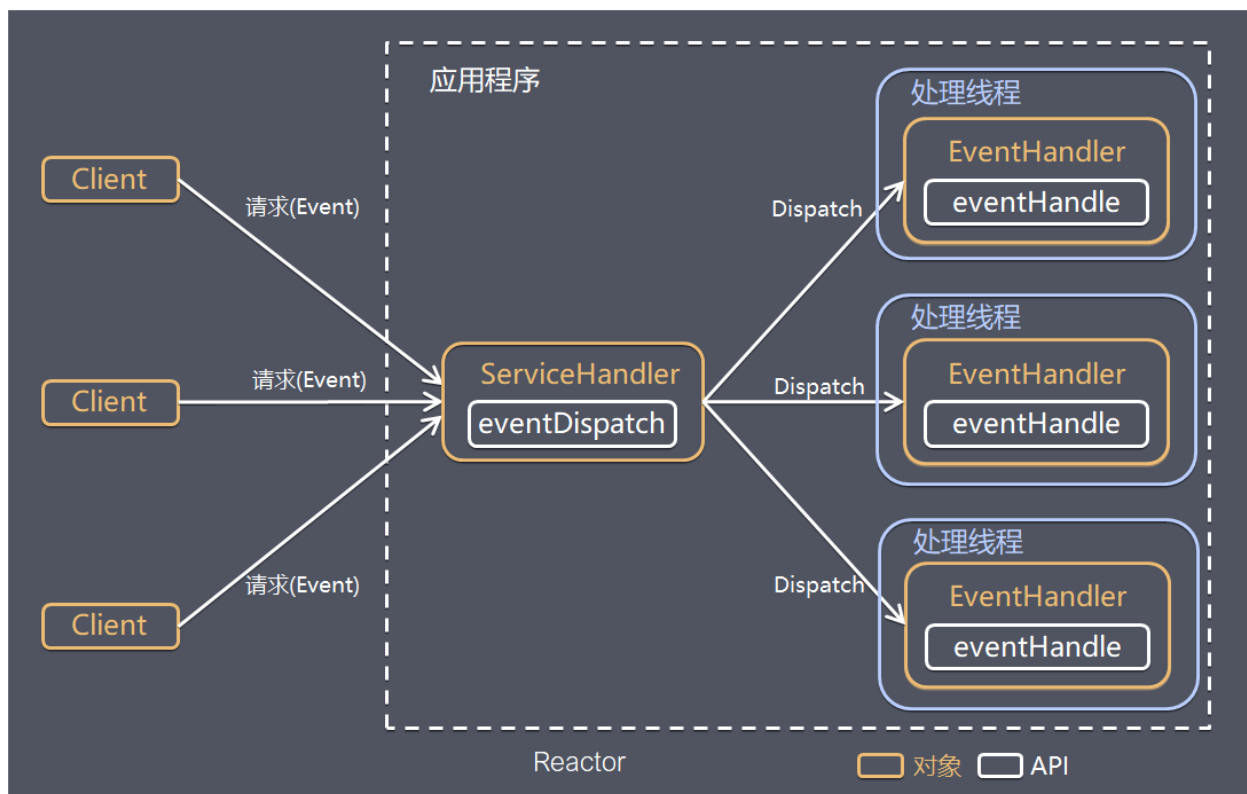 应用程序
处理线程
EventHandler
eventHandle
Client
请求(Event)
Dispatch
处理线程
EventHandler
eventHandle
Client
请求(Event)
ServiceHandler
eventDispatch
Dispatch
处理线程
EventHandler
eventHandle
Client
请求(Event)
Dispatch
Reactor
对象
API